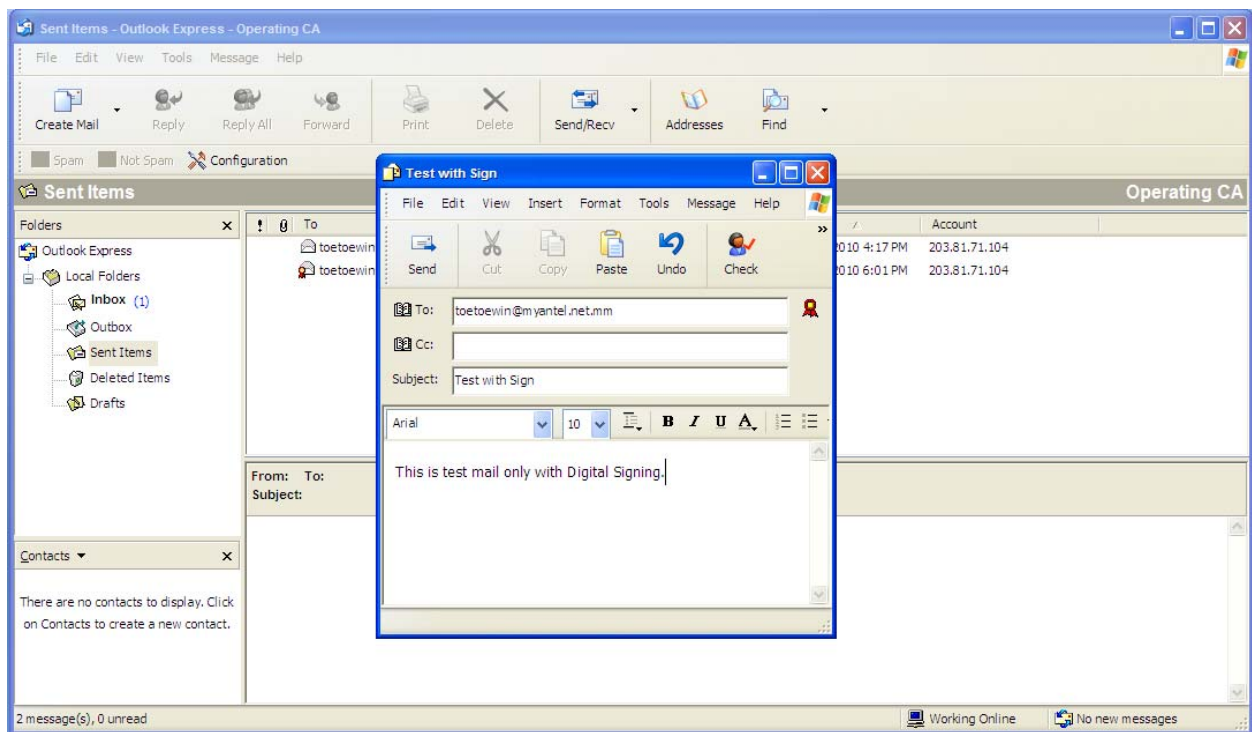 Sent Items - Outlook Express - Operating CA
File Edit View Tools Message Help
Create Mail Reply Reply All Forward Print Delete Send/Recv Addresses Find
Spam Not Spam Configuration
Sent Items Operating CA
Folders
Outlook Express
Local Folders
Inbox (1)
Outbox
Sent Items
Deleted Items
Drafts
! To Account
toetoewin 2010 4:17 PM 203.81.71.104
toetoewin 2010 6:01 PM 203.81.71.104
From: To:
Subject:
Test with Sign
File Edit View Insert Format Tools Message Help
Send Cut Copy Paste Undo Check
To: toetoewin@myantel.net.mm
Cc:
Subject: Test with Sign
Arial 10 B I U A
This is test mail only with Digital Signing.
Contacts
There are no contacts to display. Click
on Contacts to create a new contact.
2 message(s), 0 unread Working Online No new messages